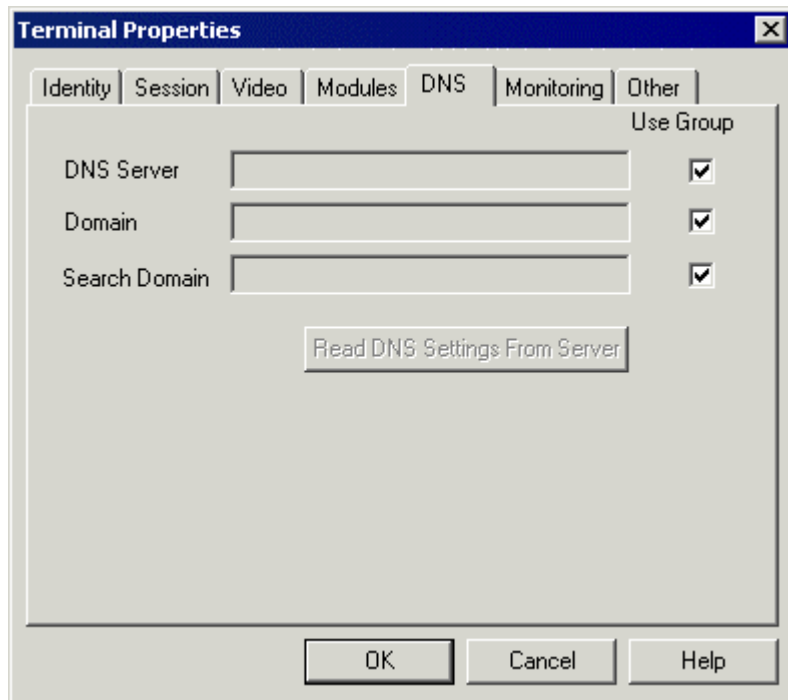 Terminal Properties
Identity Session Video Modules DNS Monitoring Other
Use Group
DNS Server
Domain
Search Domain
Read DNS Settings From Server
OK Cancel Help